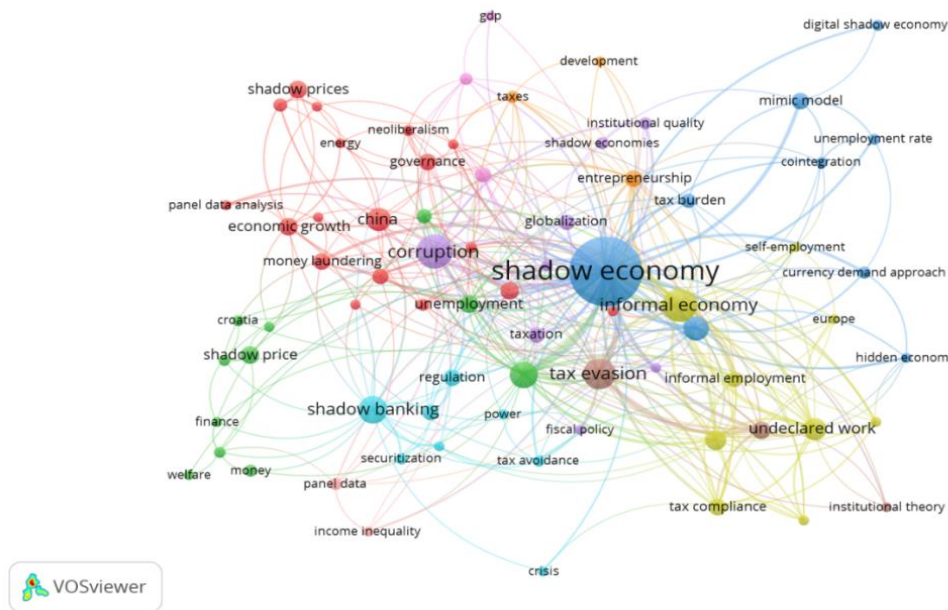 gdp
digital shadow economy
development
shadow prices
taxes
mimic model
institutional quality
neoliberalism
unemployment rate
energy
shadow economies
governance
cointegration
entrepreneurship
panel data analysis
tax burden
china
economic growth
globalization
corruption
self-employment
money laundering
shadow economy
currency demand approach
unemployment
informal economy
croatia
europe
taxation
shadow price
hidden econom
regulation
tax evasion
informal employment
shadow banking
power
finance
fiscal policy
undeclared work
securitization
tax avoidance
welfare
money
panel data
tax compliance
institutional theory
income inequality
crisis
VOSviewer